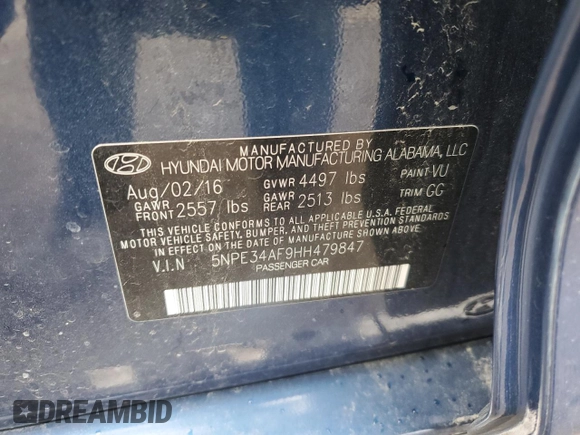 MANUFACTURED BY
HYUNDAI MOTOR MANUFACTURING ALABAMA, LLC
Aug/02/16 GVWR 4497 lbs PAINT VU
GAWR FRONT 2557 lbs GAWR REAR 2513 lbs TRIM GG
THIS VEHICLE CONFORMS TO ALL APPLICABLE U.S.A. FEDERAL
MOTOR VEHICLE SAFETY, BUMPER, AND THEFT PREVENTION STANDARDS
IN EFFECT ON THE DATE OF MANUFACTURE SHOWN ABOVE.
V.I.N 5NPE34AF9HH479847
PASSENGER CAR
DREAMBID